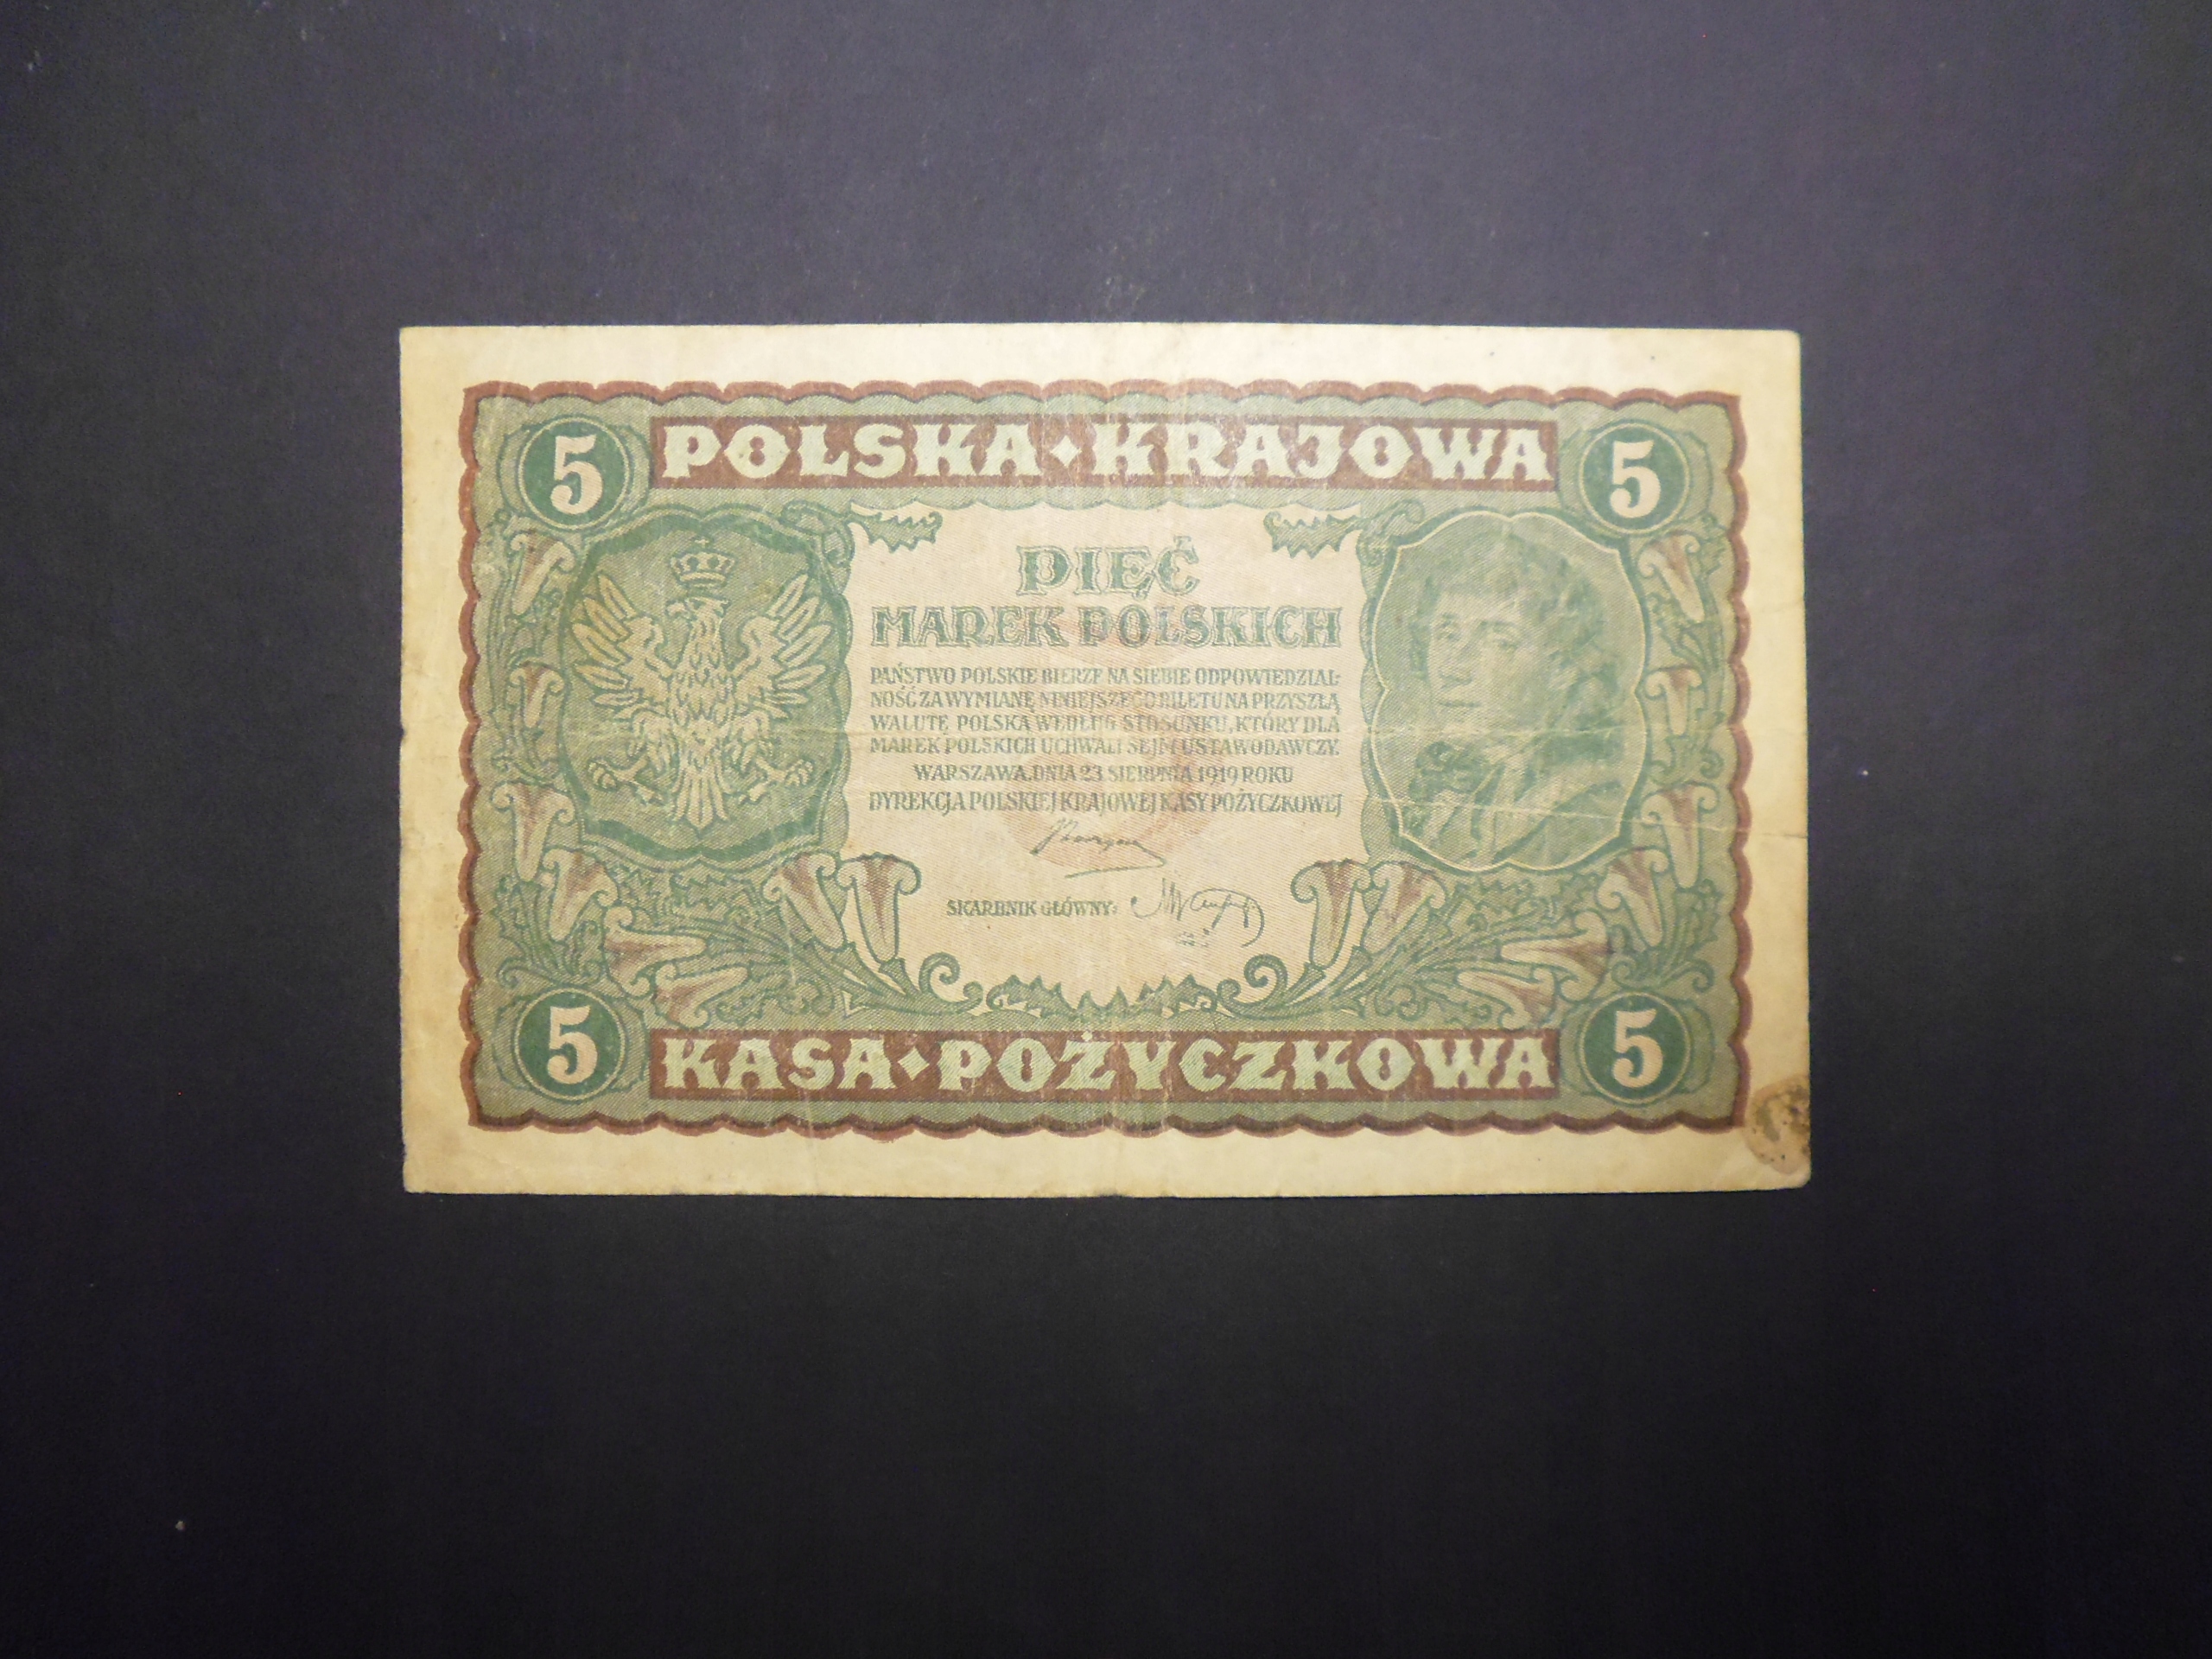 5 POLSKA • KRAJOWA 5
PIĘĆ
MAREK POLSKICH
PAŃSTWO POLSKIE BIERZE NA SIEBIE ODPOWIEDZIAL-
NOŚĆ ZA WYMIANĘ NINIEJSZEGO BILETU NA PRZYSZŁĄ
WALUTĘ POLSKĄ WEDŁUG STOSUNKU, KTÓRY DLA
MAREK POLSKICH UCHWALI SEJM USTAWODAWCZY.
WARSZAWA, DNIA 23 SIERPNIA 1919 ROKU
DYREKCJA POLSKIEJ KRAJOWEJ KASY POŻYCZKOWEJ
SKARBNIK GŁÓWNY:
5 KASA • POŻYCZKOWA 5